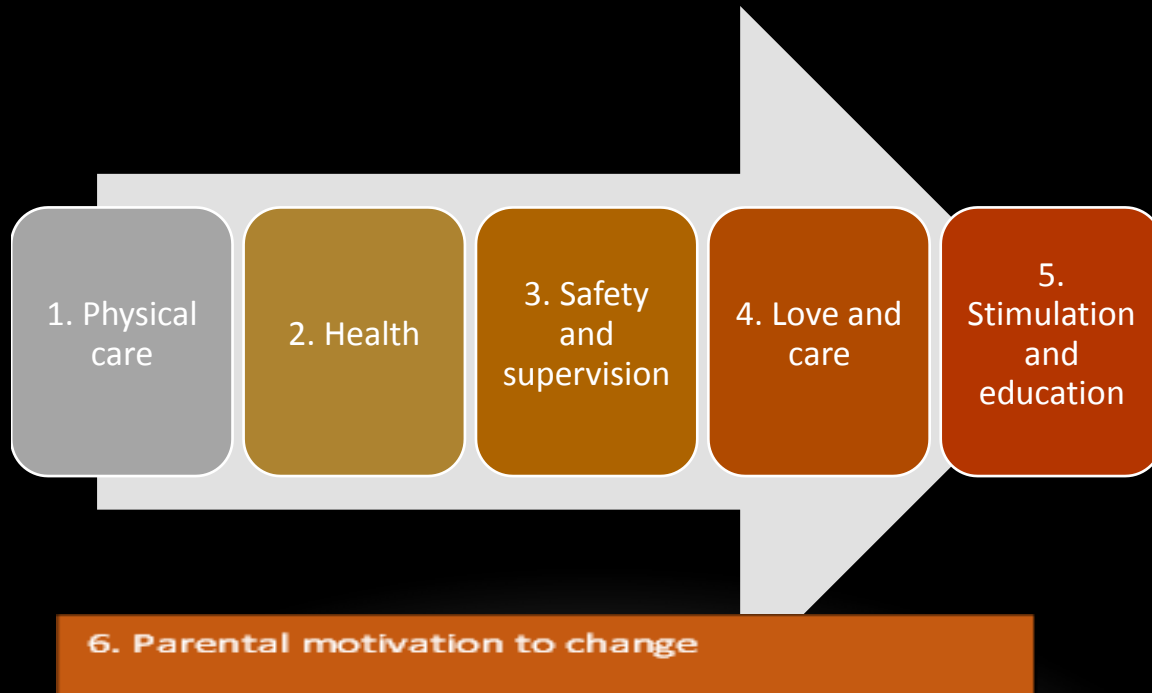 1. Physical
care
2. Health
3. Safety
and
supervision
4. Love and
care
5.
Stimulation
and
education
6. Parental motivation to change